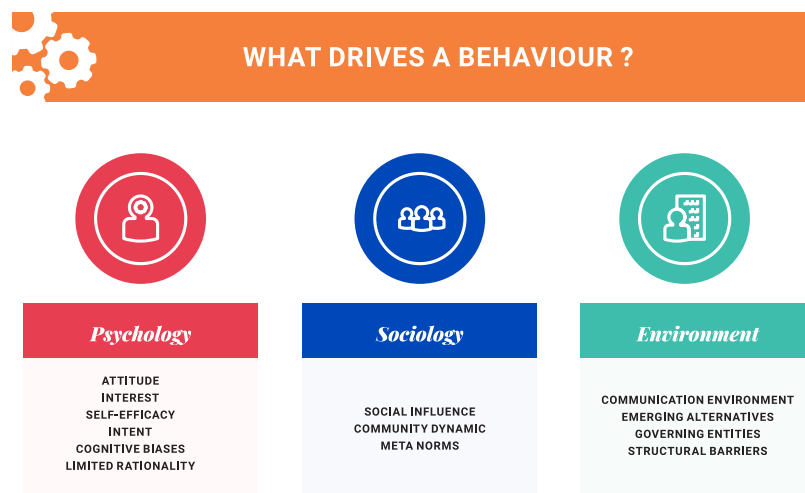 WHAT DRIVES A BEHAVIOUR ?
Psychology
ATTITUDE
INTEREST
SELF-EFFICACY
INTENT
COGNITIVE BIASES
LIMITED RATIONALITY
Sociology
SOCIAL INFLUENCE
COMMUNITY DYNAMIC
META NORMS
Environment
COMMUNICATION ENVIRONMENT
EMERGING ALTERNATIVES
GOVERNING ENTITIES
STRUCTURAL BARRIERS